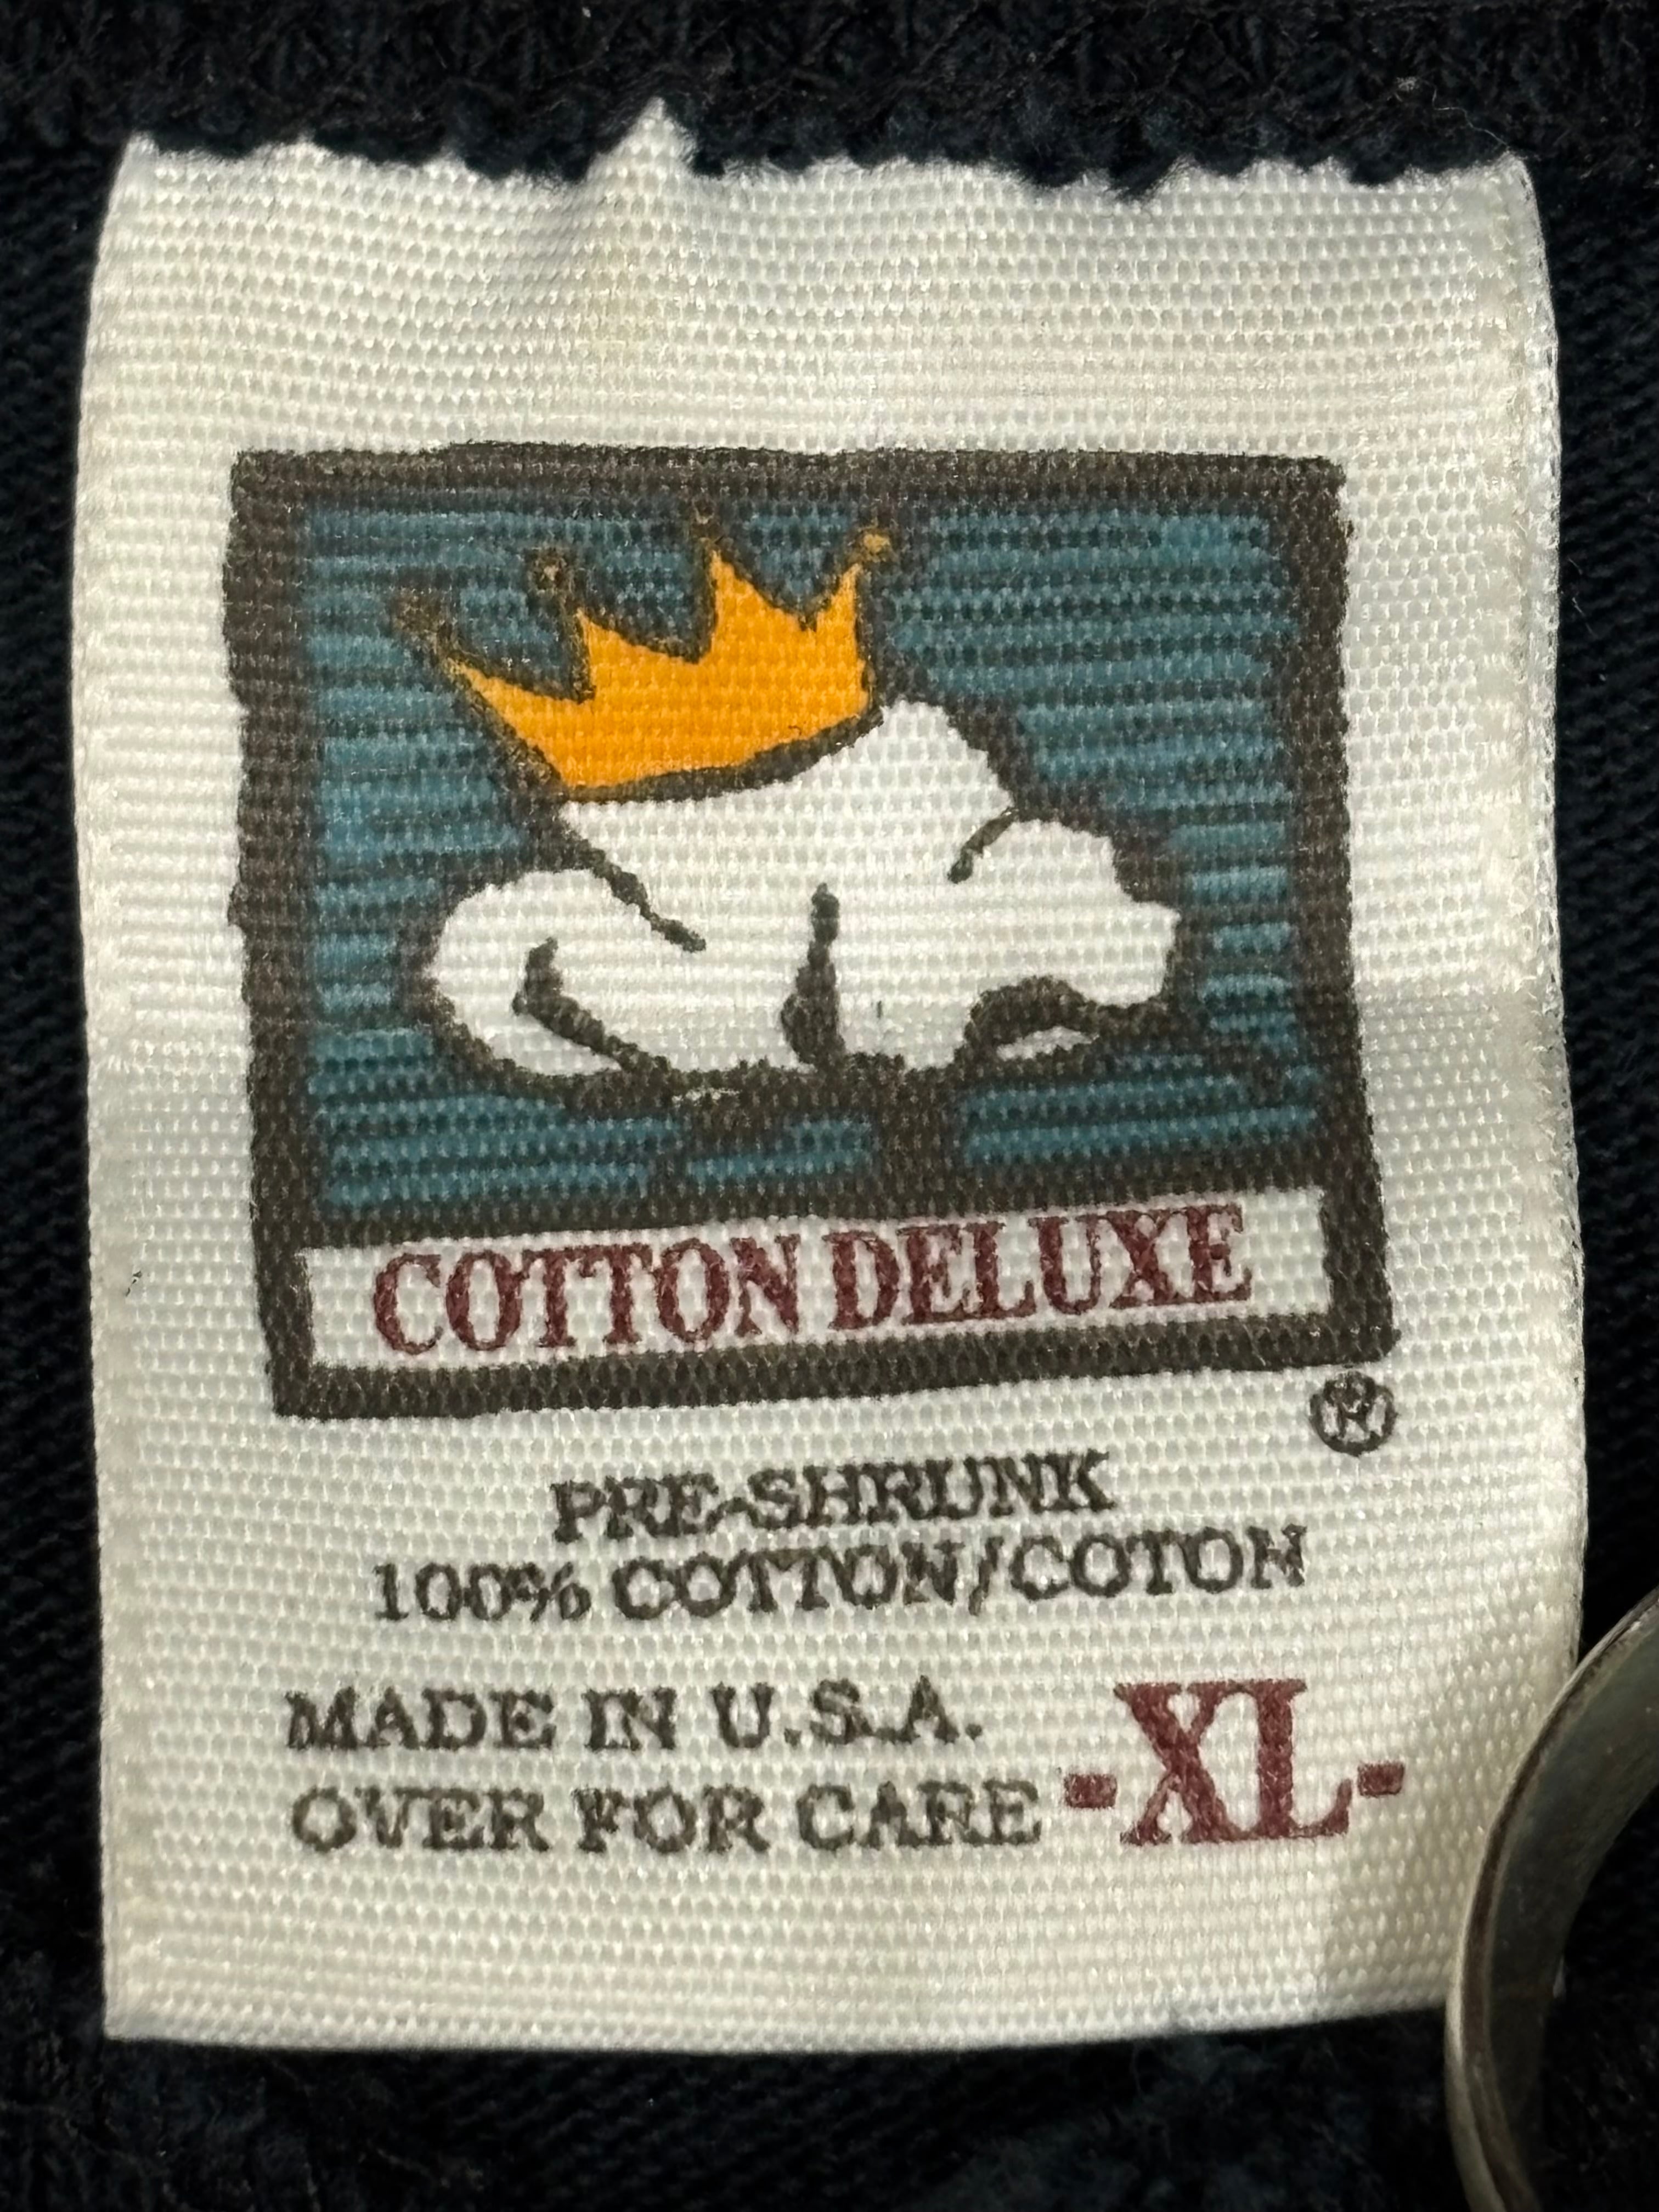 COTTON DELUXE
®
PRE-SHRUNK
100% COTTON/COTON
MADE IN U.S.A.
OVER FOR CARE
-XL-